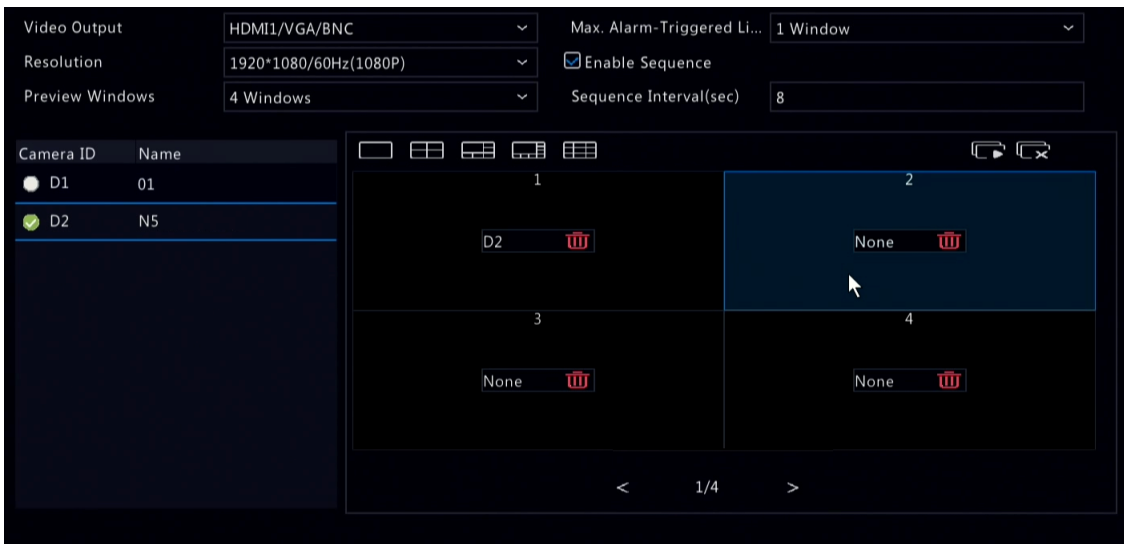 Video Output HDMI1/VGA/BNC Max. Alarm-Triggered Li... 1 Window
Resolution 1920*1080/60Hz(1080P) Enable Sequence
Preview Windows 4 Windows Sequence Interval(sec) 8
Camera ID Name
D1 01
D2 N5
1 2
D2 None
3 4
None None
< 1/4 >